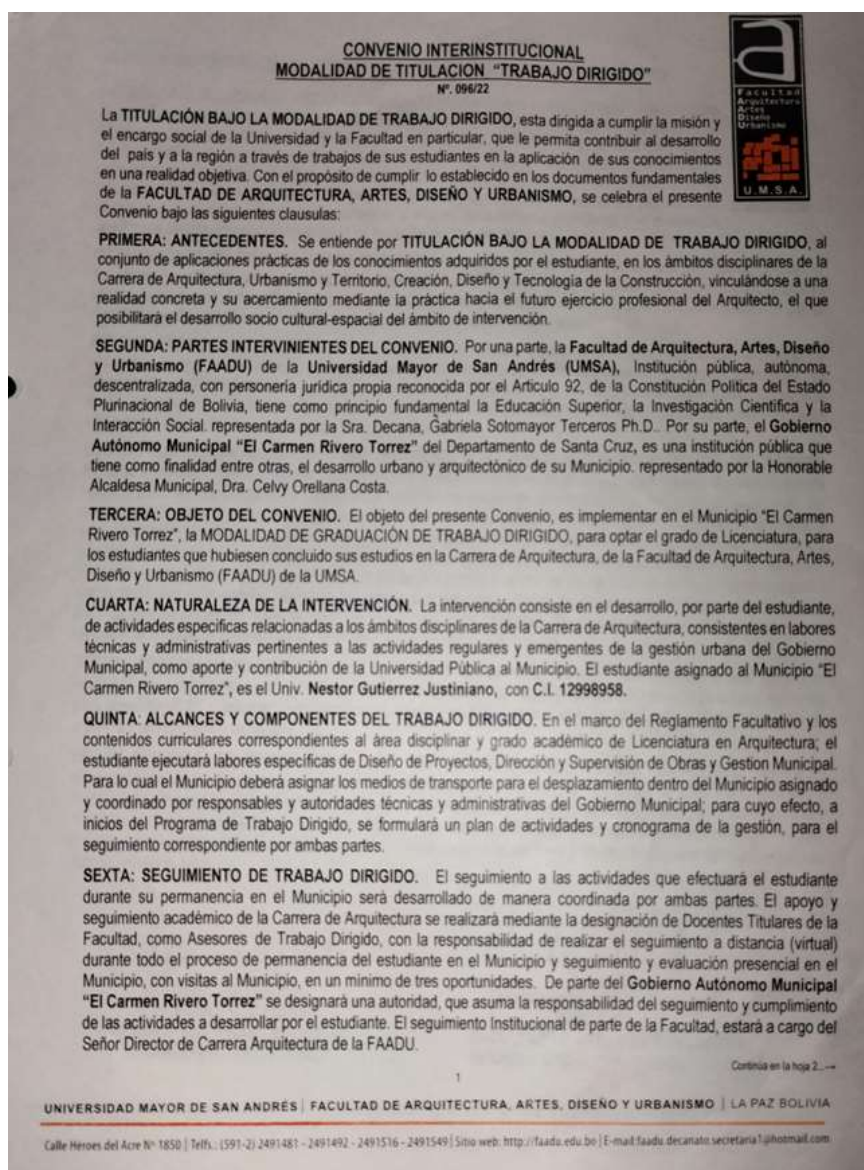 CONVENIO INTERINSTITUCIONAL
MODALIDAD DE TITULACION "TRABAJO DIRIGIDO"
Nº. 096/22
a
Facultad
Arquitectura
Artes
Diseño
Urbanismo
U.M.S.A.
La TITULACIÓN BAJO LA MODALIDAD DE TRABAJO DIRIGIDO, esta dirigida a cumplir la misión y
el encargo social de la Universidad y la Facultad en particular, que le permita contribuir al desarrollo
del país y a la región a través de trabajos de sus estudiantes en la aplicación de sus conocimientos
en una realidad objetiva. Con el propósito de cumplir lo establecido en los documentos fundamentales
de la FACULTAD DE ARQUITECTURA, ARTES, DISEÑO Y URBANISMO, se celebra el presente
Convenio bajo las siguientes clausulas:
PRIMERA: ANTECEDENTES. Se entiende por TITULACIÓN BAJO LA MODALIDAD DE TRABAJO DIRIGIDO, al
conjunto de aplicaciones prácticas de los conocimientos adquiridos por el estudiante, en los ámbitos disciplinares de la
Carrera de Arquitectura, Urbanismo y Territorio, Creación, Diseño y Tecnología de la Construcción, vinculándose a una
realidad concreta y su acercamiento mediante la práctica hacia el futuro ejercicio profesional del Arquitecto, el que
posibilitará el desarrollo socio cultural-espacial del ámbito de intervención.
SEGUNDA: PARTES INTERVINIENTES DEL CONVENIO. Por una parte, la Facultad de Arquitectura, Artes, Diseño
y Urbanismo (FAADU) de la Universidad Mayor de San Andrés (UMSA), Institución pública, autónoma,
descentralizada, con personería jurídica propia reconocida por el Articulo 92, de la Constitución Política del Estado
Plurinacional de Bolivia, tiene como principio fundamental la Educación Superior, la Investigación Científica y la
Interacción Social. representada por la Sra. Decana, Gabriela Sotomayor Terceros Ph.D.. Por su parte, el Gobierno
Autónomo Municipal "El Carmen Rivero Torrez" del Departamento de Santa Cruz, es una institución pública que
tiene como finalidad entre otras, el desarrollo urbano y arquitectónico de su Municipio. representado por la Honorable
Alcaldesa Municipal, Dra. Celvy Orellana Costa.
TERCERA: OBJETO DEL CONVENIO. El objeto del presente Convenio, es implementar en el Municipio "El Carmen
Rivero Torrez", la MODALIDAD DE GRADUACIÓN DE TRABAJO DIRIGIDO, para optar el grado de Licenciatura, para
los estudiantes que hubiesen concluido sus estudios en la Carrera de Arquitectura, de la Facultad de Arquitectura, Artes,
Diseño y Urbanismo (FAADU) de la UMSA.
CUARTA: NATURALEZA DE LA INTERVENCIÓN. La intervención consiste en el desarrollo, por parte del estudiante,
de actividades especificas relacionadas a los ámbitos disciplinares de la Carrera de Arquitectura, consistentes en labores
técnicas y administrativas pertinentes a las actividades regulares y emergentes de la gestión urbana del Gobierno
Municipal, como aporte y contribución de la Universidad Pública al Municipio. El estudiante asignado al Municipio "El
Carmen Rivero Torrez", es el Univ. Nestor Gutierrez Justiniano, con C.I. 12998958.
QUINTA: ALCANCES Y COMPONENTES DEL TRABAJO DIRIGIDO. En el marco del Reglamento Facultativo y los
contenidos curriculares correspondientes al área disciplinar y grado académico de Licenciatura en Arquitectura; el
estudiante ejecutará labores específicas de Diseño de Proyectos, Dirección y Supervisión de Obras y Gestion Municipal.
Para lo cual el Municipio deberá asignar los medios de transporte para el desplazamiento dentro del Municipio asignado
y coordinado por responsables y autoridades técnicas y administrativas del Gobierno Municipal; para cuyo efecto, a
inicios del Programa de Trabajo Dirigido, se formulará un plan de actividades y cronograma de la gestión, para el
seguimiento correspondiente por ambas partes.
SEXTA: SEGUIMIENTO DE TRABAJO DIRIGIDO. El seguimiento a las actividades que efectuará el estudiante
durante su permanencia en el Municipio será desarrollado de manera coordinada por ambas partes. El apoyo y
seguimiento académico de la Carrera de Arquitectura se realizará mediante la designación de Docentes Titulares de la
Facultad, como Asesores de Trabajo Dirigido, con la responsabilidad de realizar el seguimiento a distancia (virtual)
durante todo el proceso de permanencia del estudiante en el Municipio y seguimiento y evaluación presencial en el
Municipio, con visitas al Municipio, en un mínimo de tres oportunidades. De parte del Gobierno Autónomo Municipal
"El Carmen Rivero Torrez" se designará una autoridad, que asuma la responsabilidad del seguimiento y cumplimiento
de las actividades a desarrollar por el estudiante. El seguimiento Institucional de parte de la Facultad, estará a cargo del
Señor Director de Carrera Arquitectura de la FAADU.
Continúa en la hoja 2...→
1
UNIVERSIDAD MAYOR DE SAN ANDRÉS | FACULTAD DE ARQUITECTURA, ARTES, DISEÑO Y URBANISMO | LA PAZ BOLIVIA
Calle Héroes del Acre Nº 1850 | Telfs.: (591-2) 2491481 - 2491492 - 2491516 - 2491549 | Sitio web: http://faadu.edu.bo | E-mail:faadu.decanato.secretaria1@hotmail.com